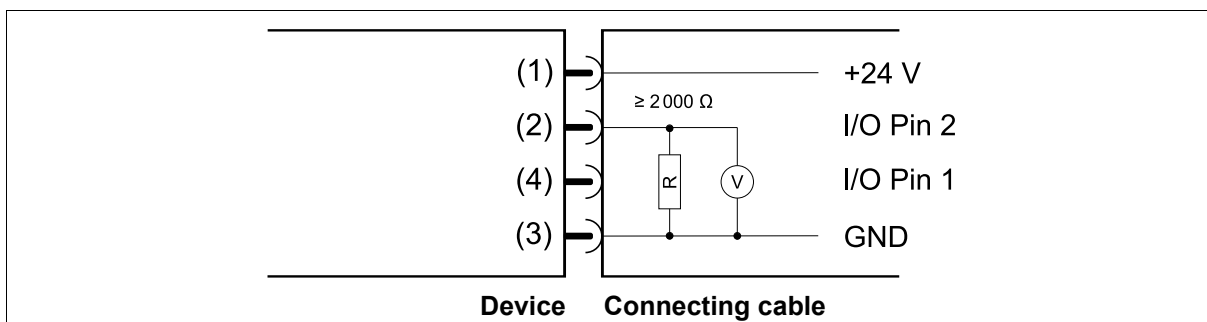 (1) +24 V
≥ 2 000 Ω
(2) I/O Pin 2
R V
(4) I/O Pin 1
(3) GND
Device Connecting cable